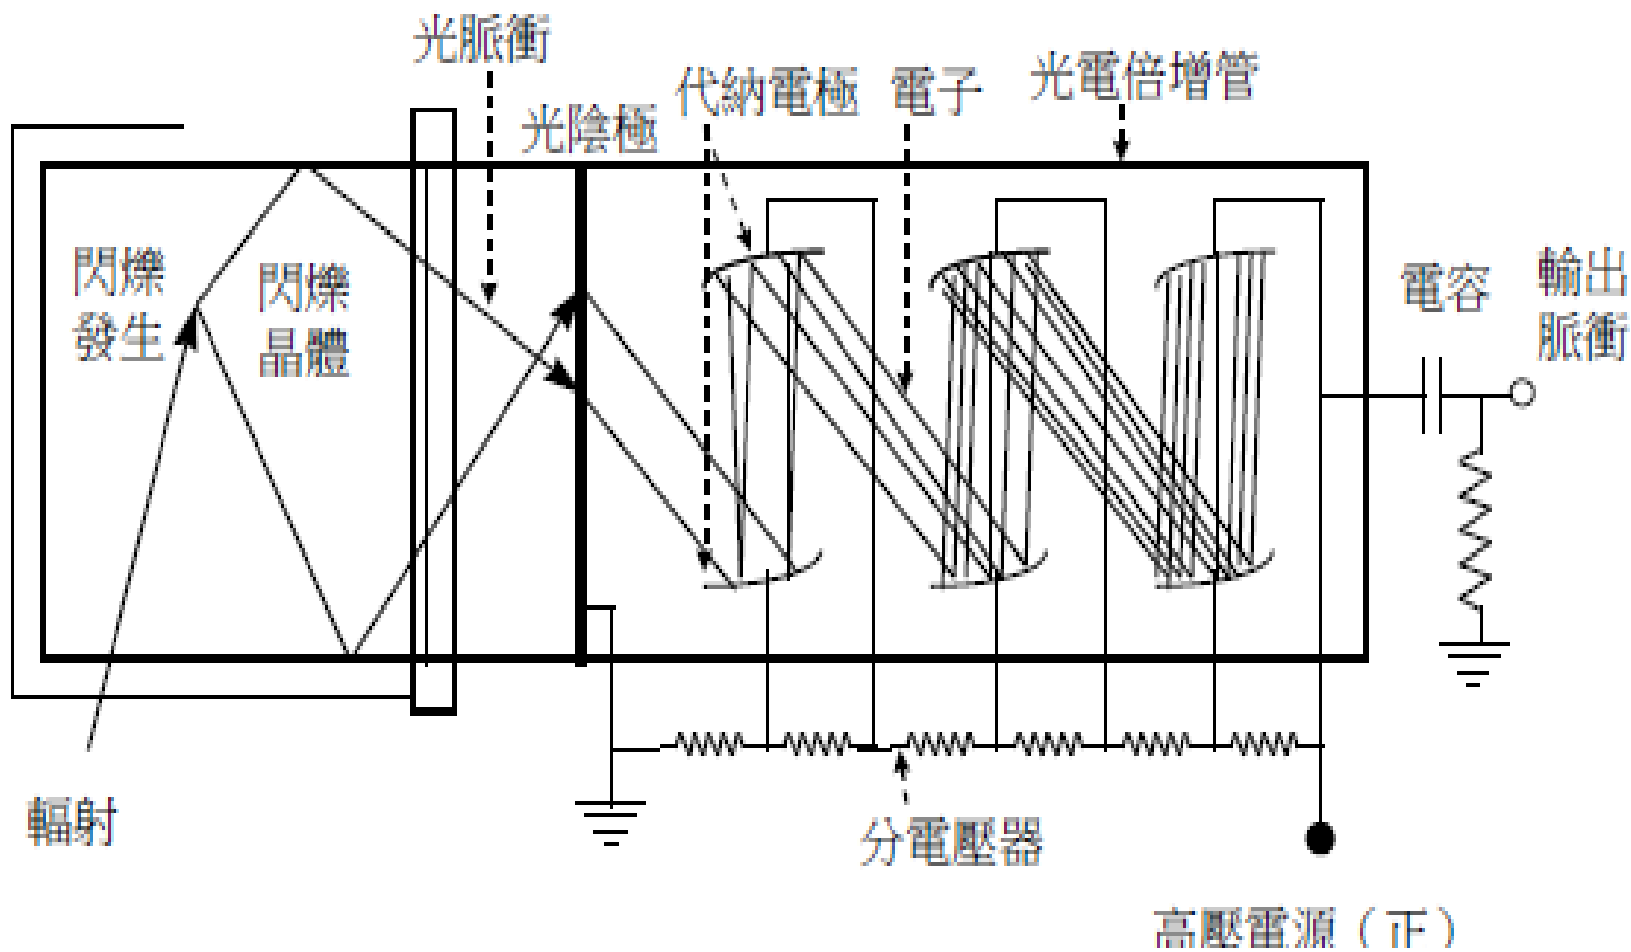 光脈衝
光陰極
代納電極
電子
光電倍增管
閃爍
發生
閃爍
晶體
電容
輸出
脈衝
輻射
分電壓器
高壓電源（正）